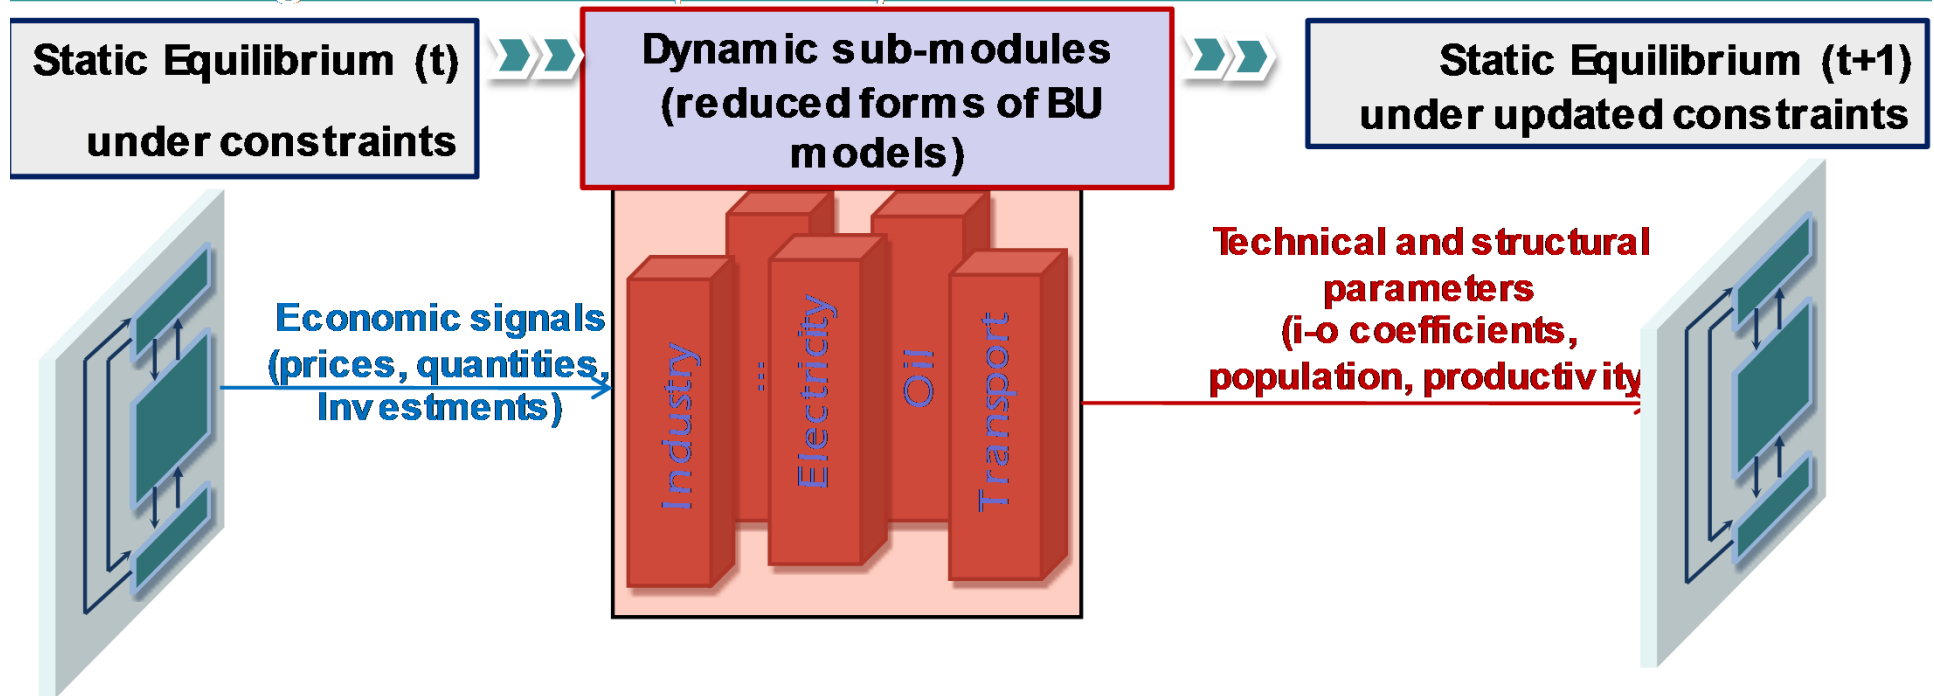 Static Equilibrium (t)
under constraints
Dynamic sub-modules
(reduced forms of BU
models)
Static Equilibrium (t+1)
under updated constraints
Economic signals
(prices, quantities,
Investments)
Industry
...
Electricity
Oil
Transport
Technical and structural
parameters
(i-o coefficients,
population, productivity